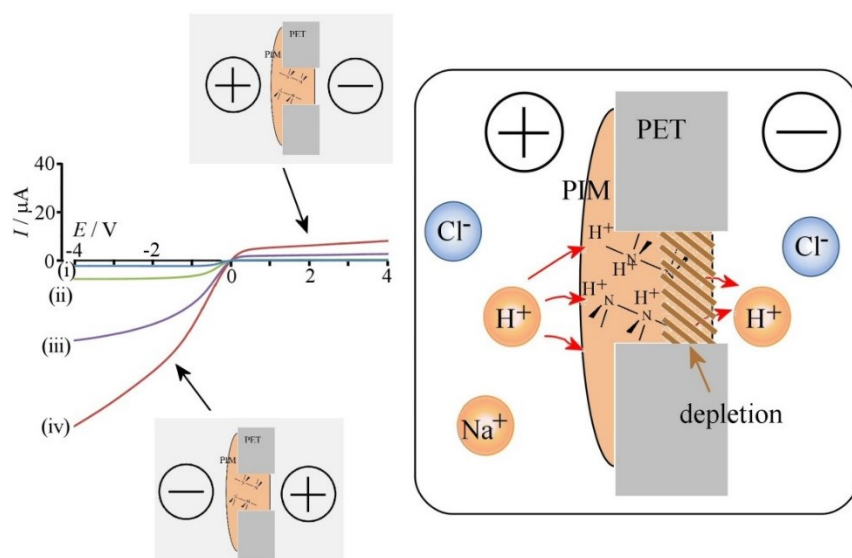 PET
PIM
+
−
40
20
0
I / μA
E / V
-4
-2
0
2
4
(i)
(ii)
(iii)
(iv)
PET
PIM
−
+
+
−
PET
PIM
Cl-
Cl-
H+
N
H+
N
H+
H+
N
N
H+
H+
Na+
depletion